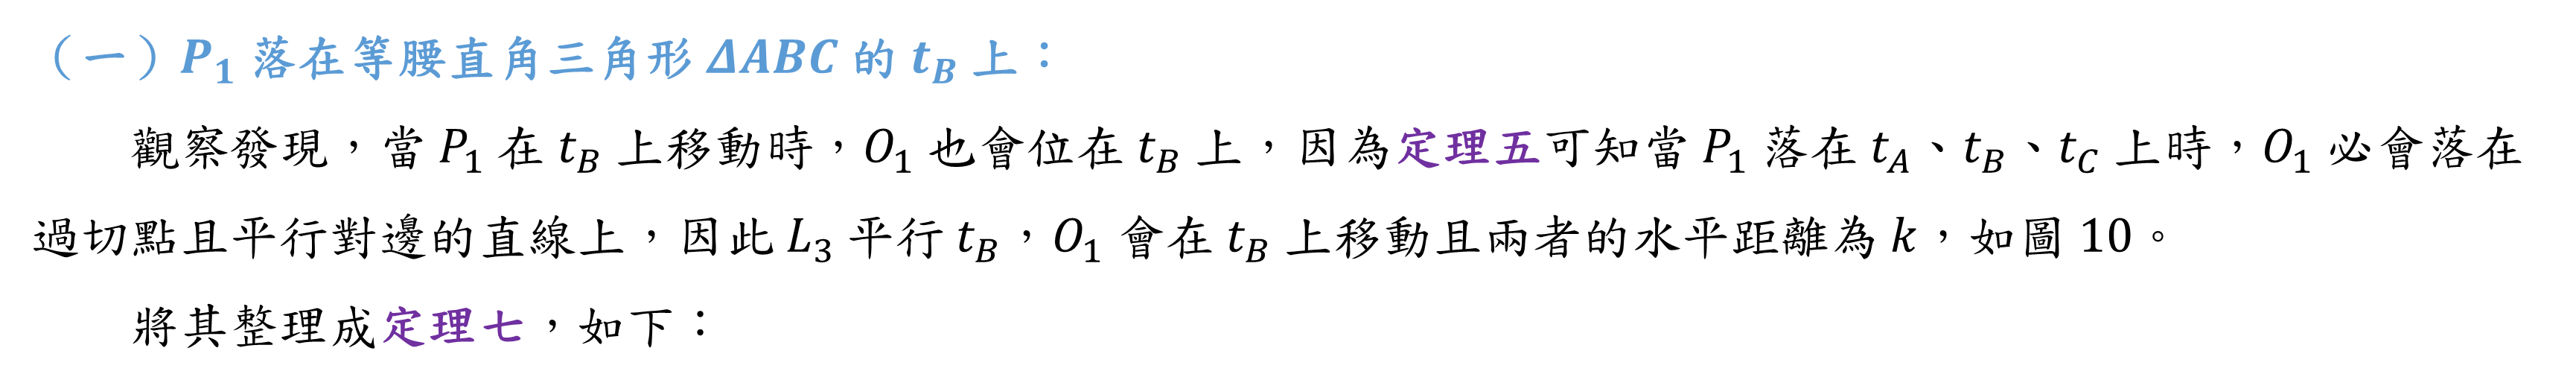 （一）P₁ 落在等腰直角三角形 ΔABC 的 t_B 上：
觀察發現，當 P₁ 在 t_B 上移動時，O₁ 也會位在 t_B 上，因為定理五可知當 P₁ 落在 t_A、t_B、t_C 上時，O₁ 必會落在
過切點且平行對邊的直線上，因此 L₃ 平行 t_B，O₁ 會在 t_B 上移動且兩者的水平距離為 k，如圖 10。
將其整理成定理七，如下：